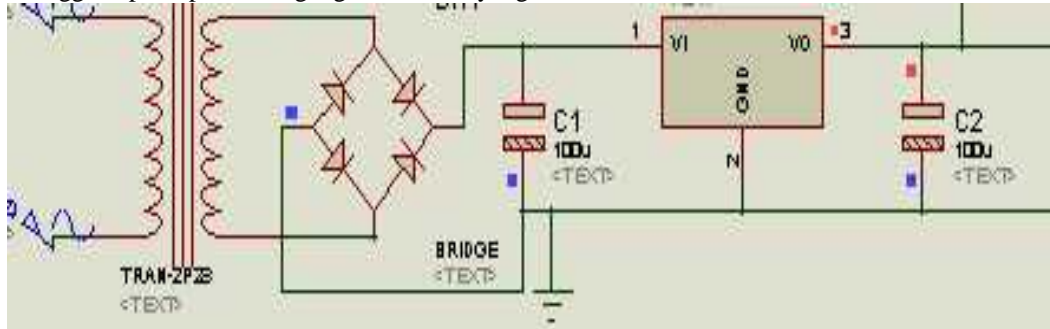 1
VI
VO
3
GND
2
C1
100u
<TEXT>
C2
100u
<TEXT>
BRIDGE
<TEXT>
TRAN-2P2S
<TEXT>